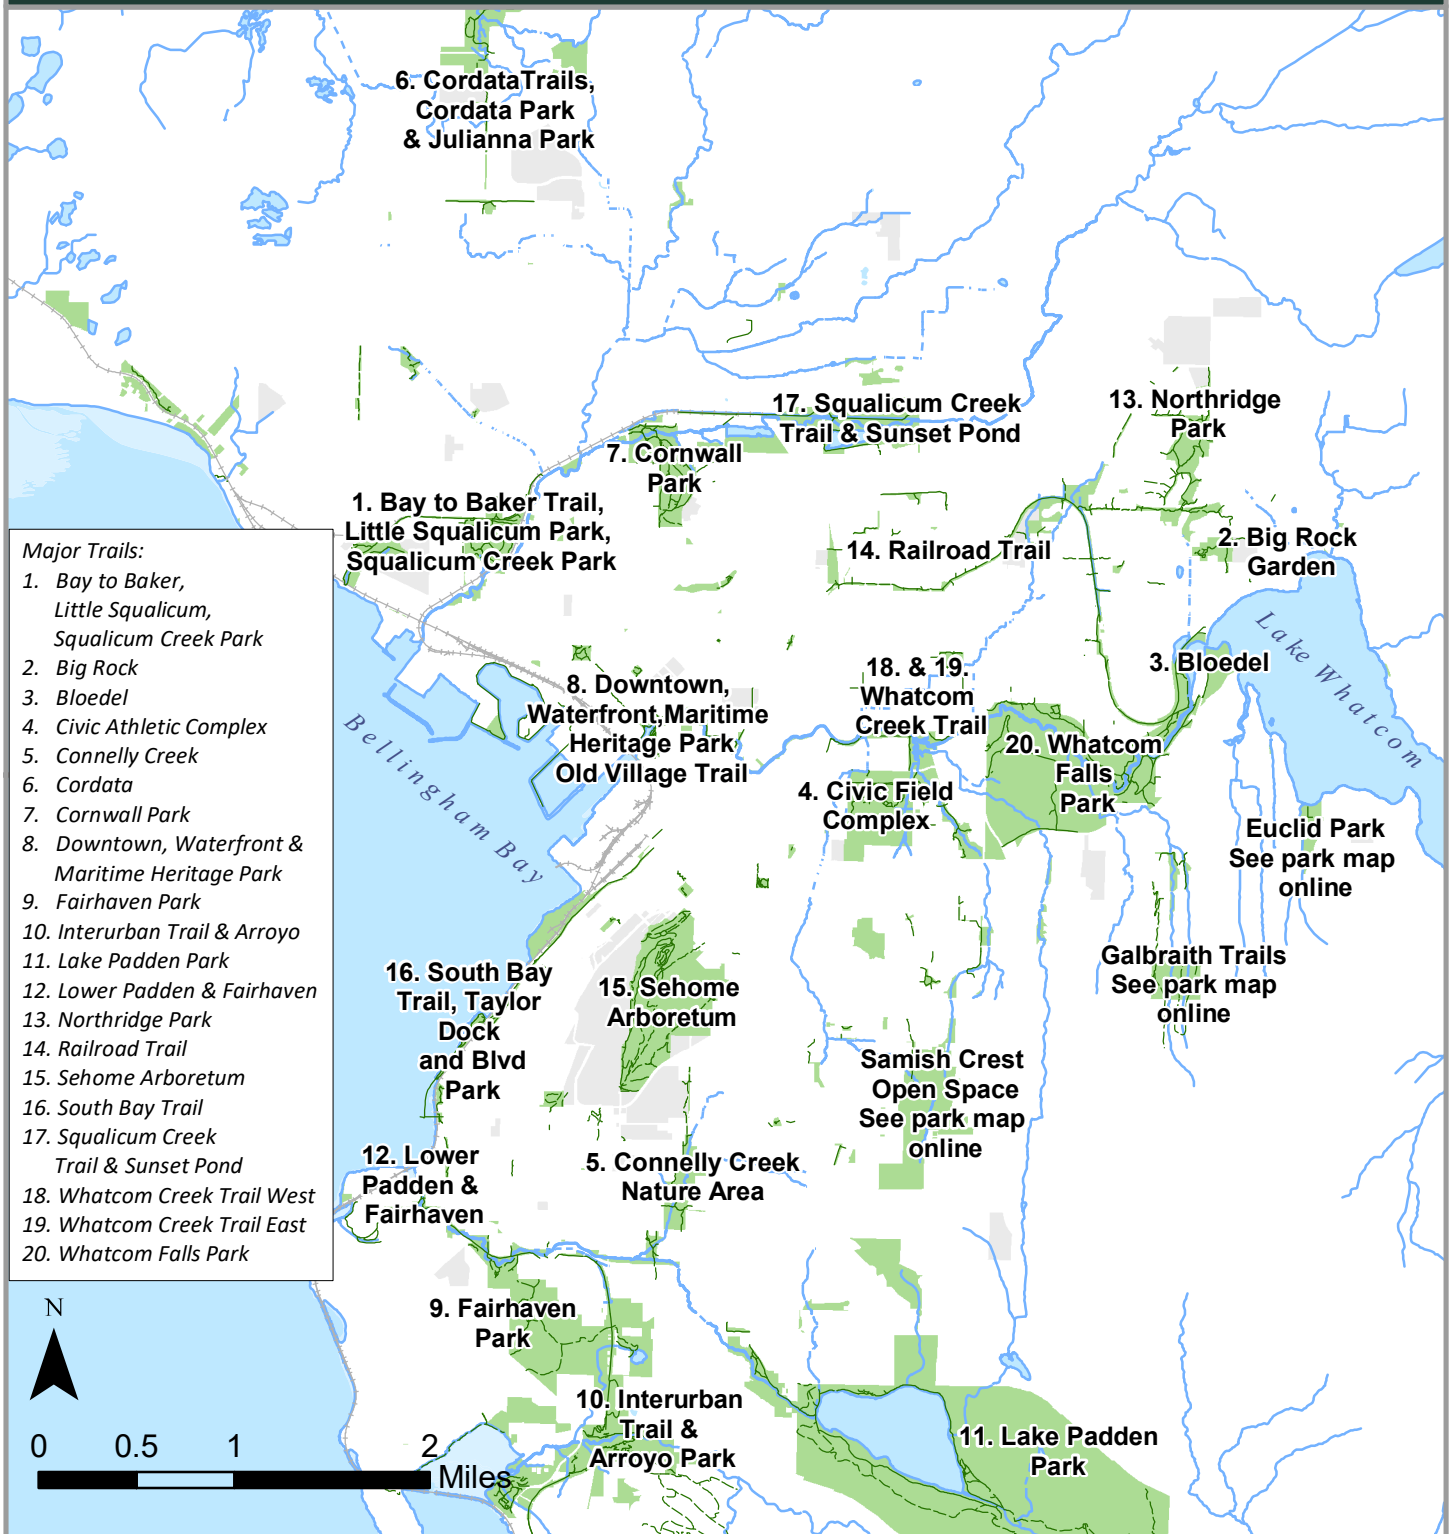 6. CordataTrails,
Cordata Park
& Julianna Park
17. Squalicum Creek
Trail & Sunset Pond
13. Northridge
Park
7. Cornwall
Park
1. Bay to Baker Trail,
Little Squalicum Park,
Squalicum Creek Park
14. Railroad Trail
2. Big Rock
Garden
Lake Whatcom
3. Bloedel
18. & 19.
Whatcom
Creek Trail
8. Downtown,
Waterfront,Maritime
Heritage Park
Old Village Trail
20. Whatcom
Falls
Park
4. Civic Field
Complex
Bellingham Bay
Euclid Park
See park map
online
Galbraith Trails
See park map
online
16. South Bay
Trail, Taylor
Dock
and Blvd
Park
15. Sehome
Arboretum
Samish Crest
Open Space
See park map
online
12. Lower
Padden &
Fairhaven
5. Connelly Creek
Nature Area
9. Fairhaven
Park
10. Interurban
Trail &
Arroyo Park
11. Lake Padden
Park
Major Trails:
1. Bay to Baker,
Little Squalicum,
Squalicum Creek Park
2. Big Rock
3. Bloedel
4. Civic Athletic Complex
5. Connelly Creek
6. Cordata
7. Cornwall Park
8. Downtown, Waterfront &
Maritime Heritage Park
9. Fairhaven Park
10. Interurban Trail & Arroyo
11. Lake Padden Park
12. Lower Padden & Fairhaven
13. Northridge Park
14. Railroad Trail
15. Sehome Arboretum
16. South Bay Trail
17. Squalicum Creek
Trail & Sunset Pond
18. Whatcom Creek Trail West
19. Whatcom Creek Trail East
20. Whatcom Falls Park
N
0 0.5 1 2
Miles